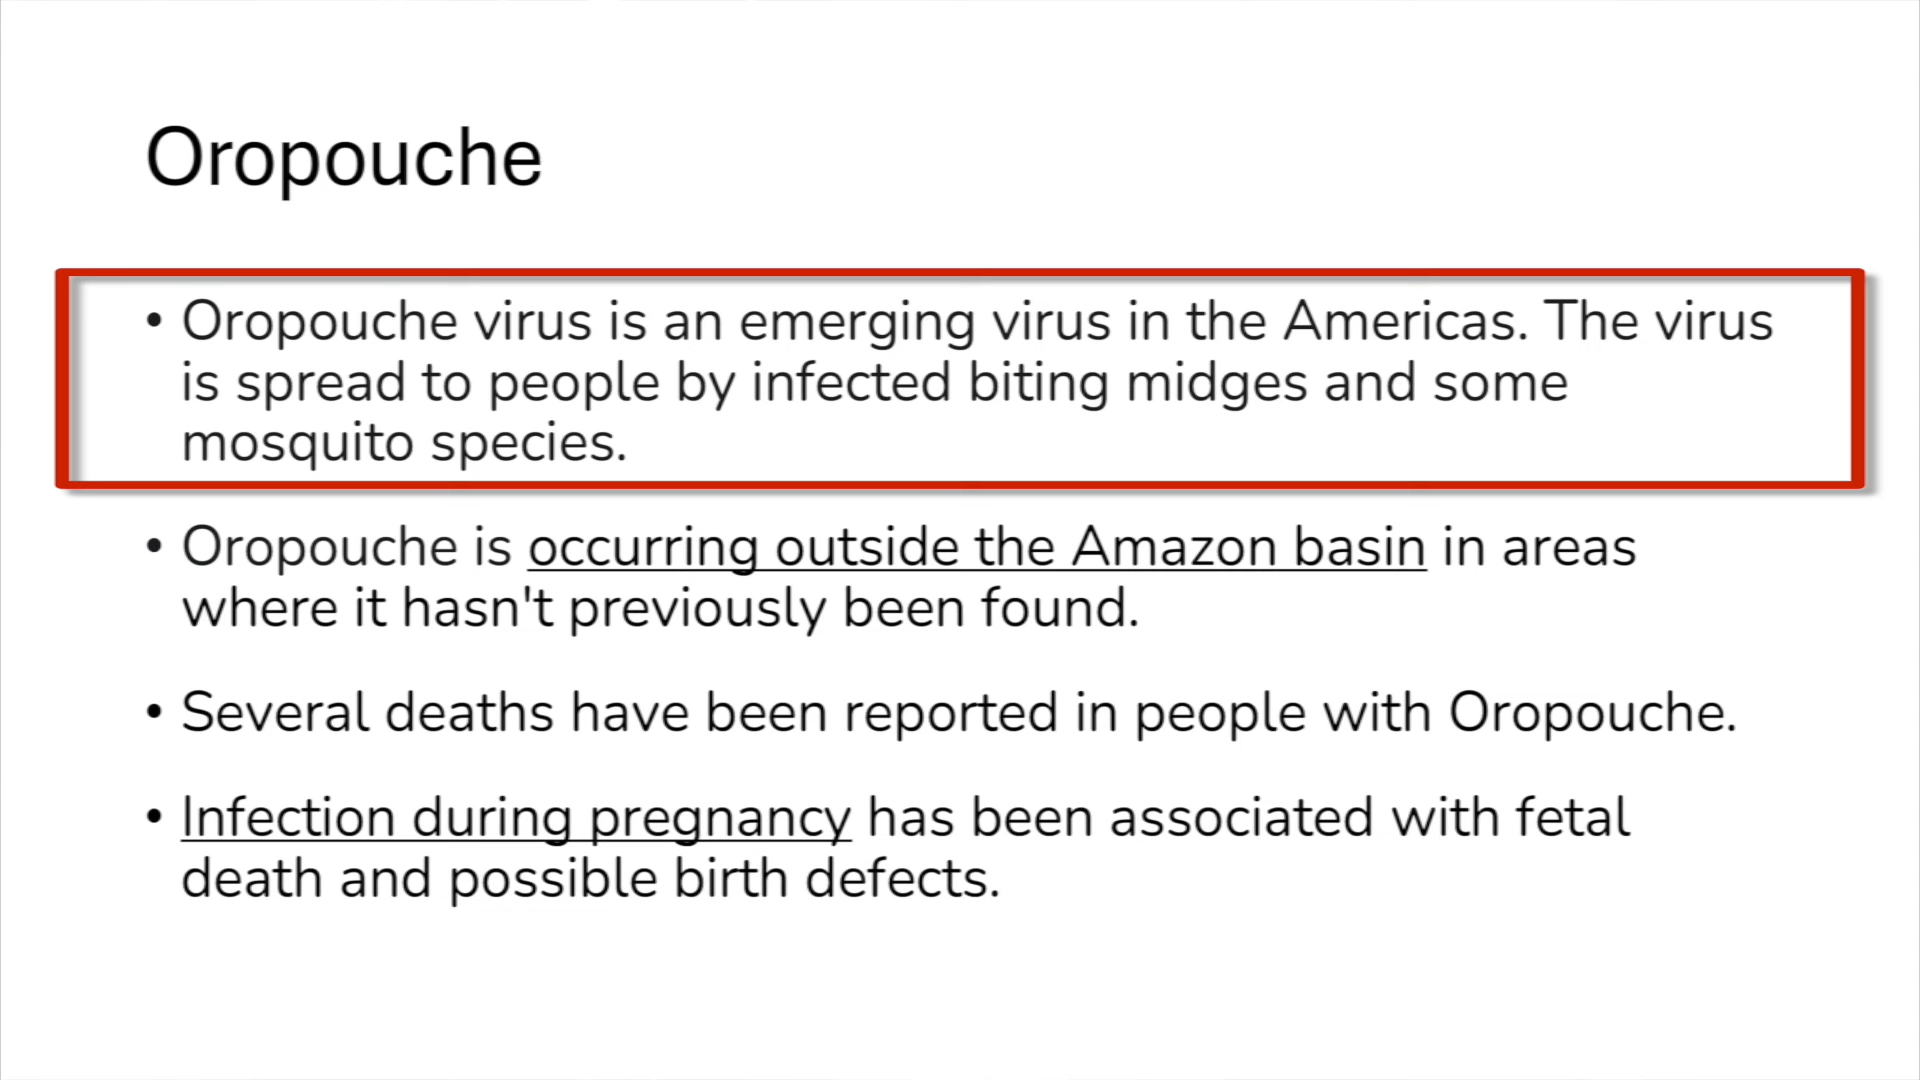 Oropouche
• Oropouche virus is an emerging virus in the Americas. The virus
is spread to people by infected biting midges and some
mosquito species.
• Oropouche is occurring outside the Amazon basin in areas
where it hasn't previously been found.
• Several deaths have been reported in people with Oropouche.
• Infection during pregnancy has been associated with fetal
death and possible birth defects.